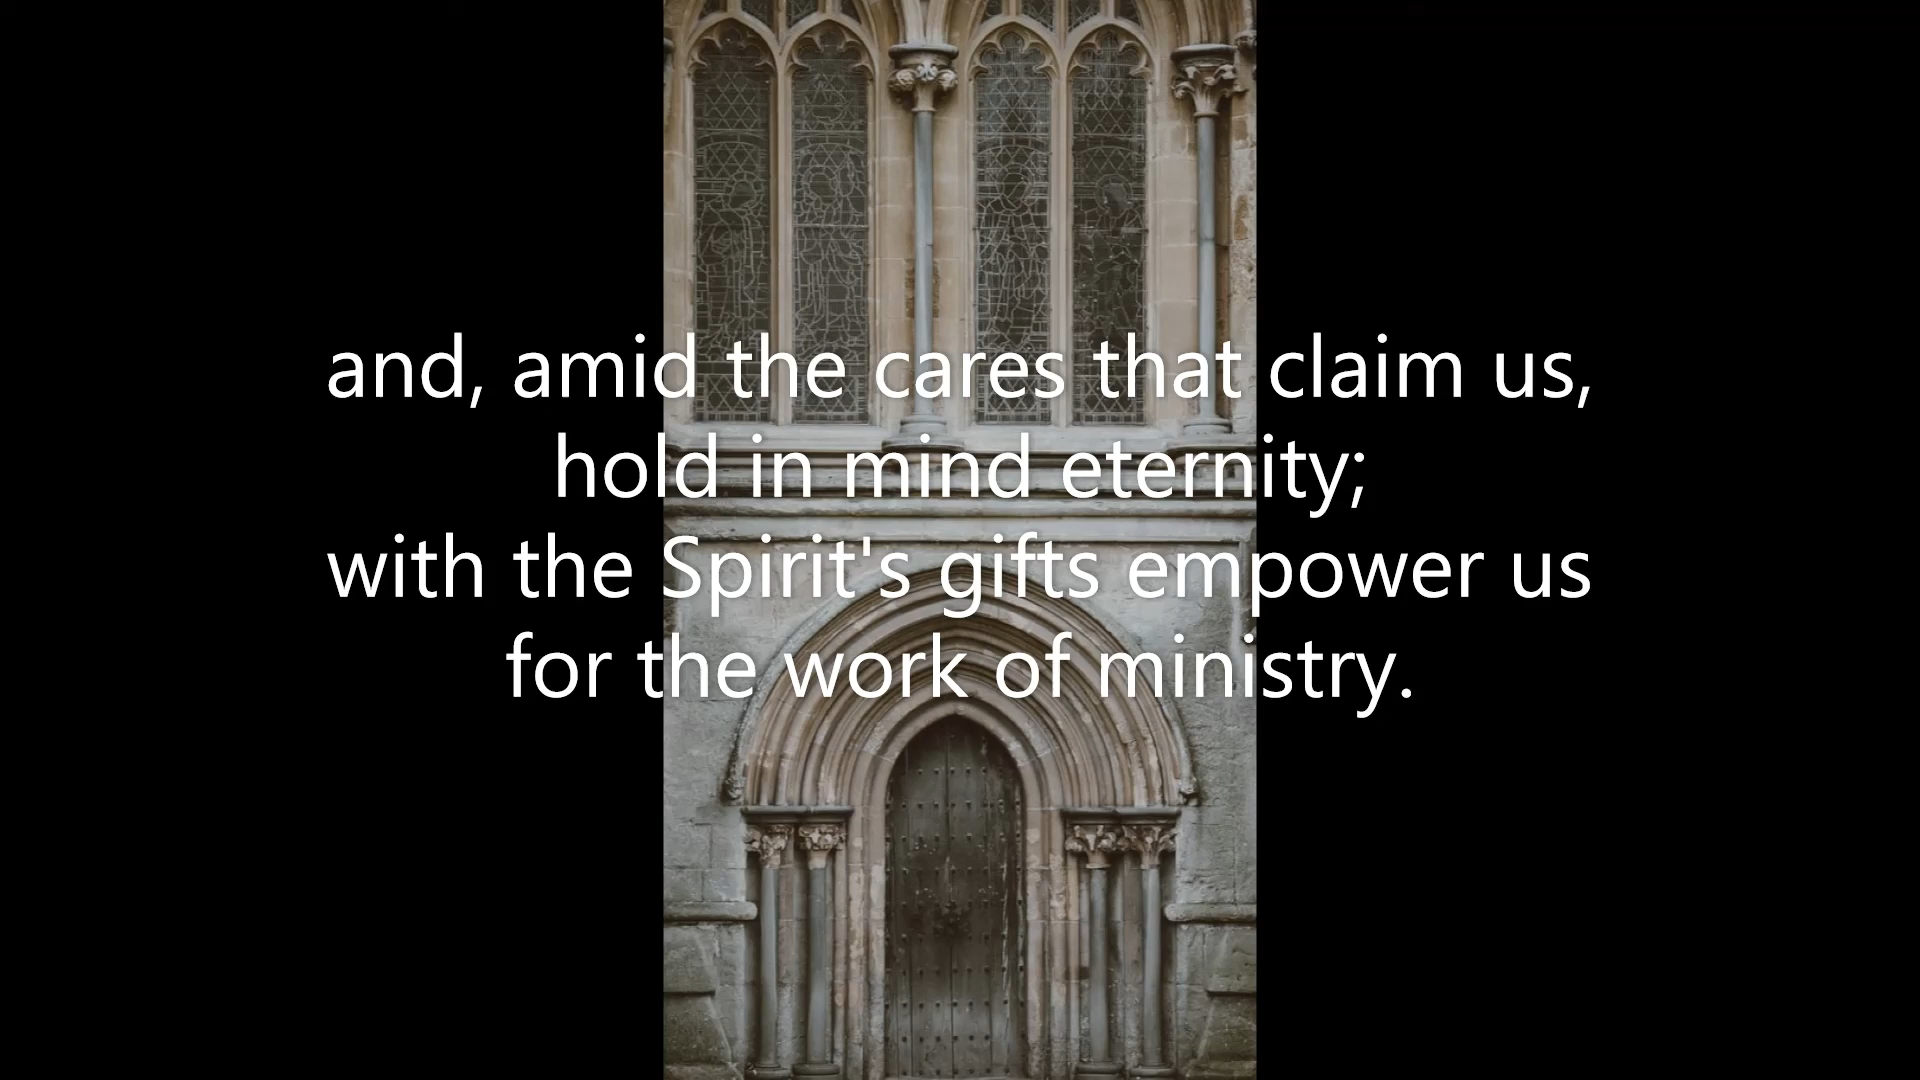 and, amid the cares that claim us,
hold in mind eternity;
with the Spirit's gifts empower us
for the work of ministry.